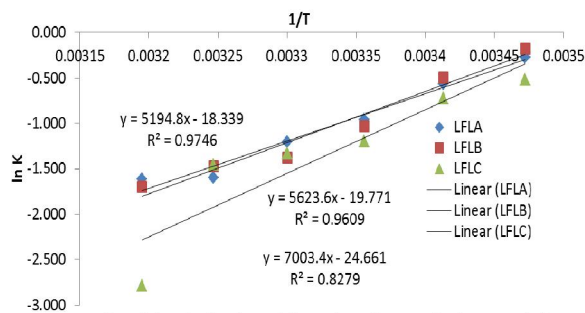 1/T
0.00315 0.0032 0.00325 0.0033 0.00335 0.0034 0.00345 0.0035
0.000
-0.500
-1.000
-1.500
-2.000
-2.500
-3.000
ln K
y = 5194.8x - 18.339
R² = 0.9746
y = 5623.6x - 19.771
R² = 0.9609
y = 7003.4x - 24.661
R² = 0.8279
LFLA
LFLB
LFLC
Linear (LFLA)
Linear (LFLB)
Linear (LFLC)